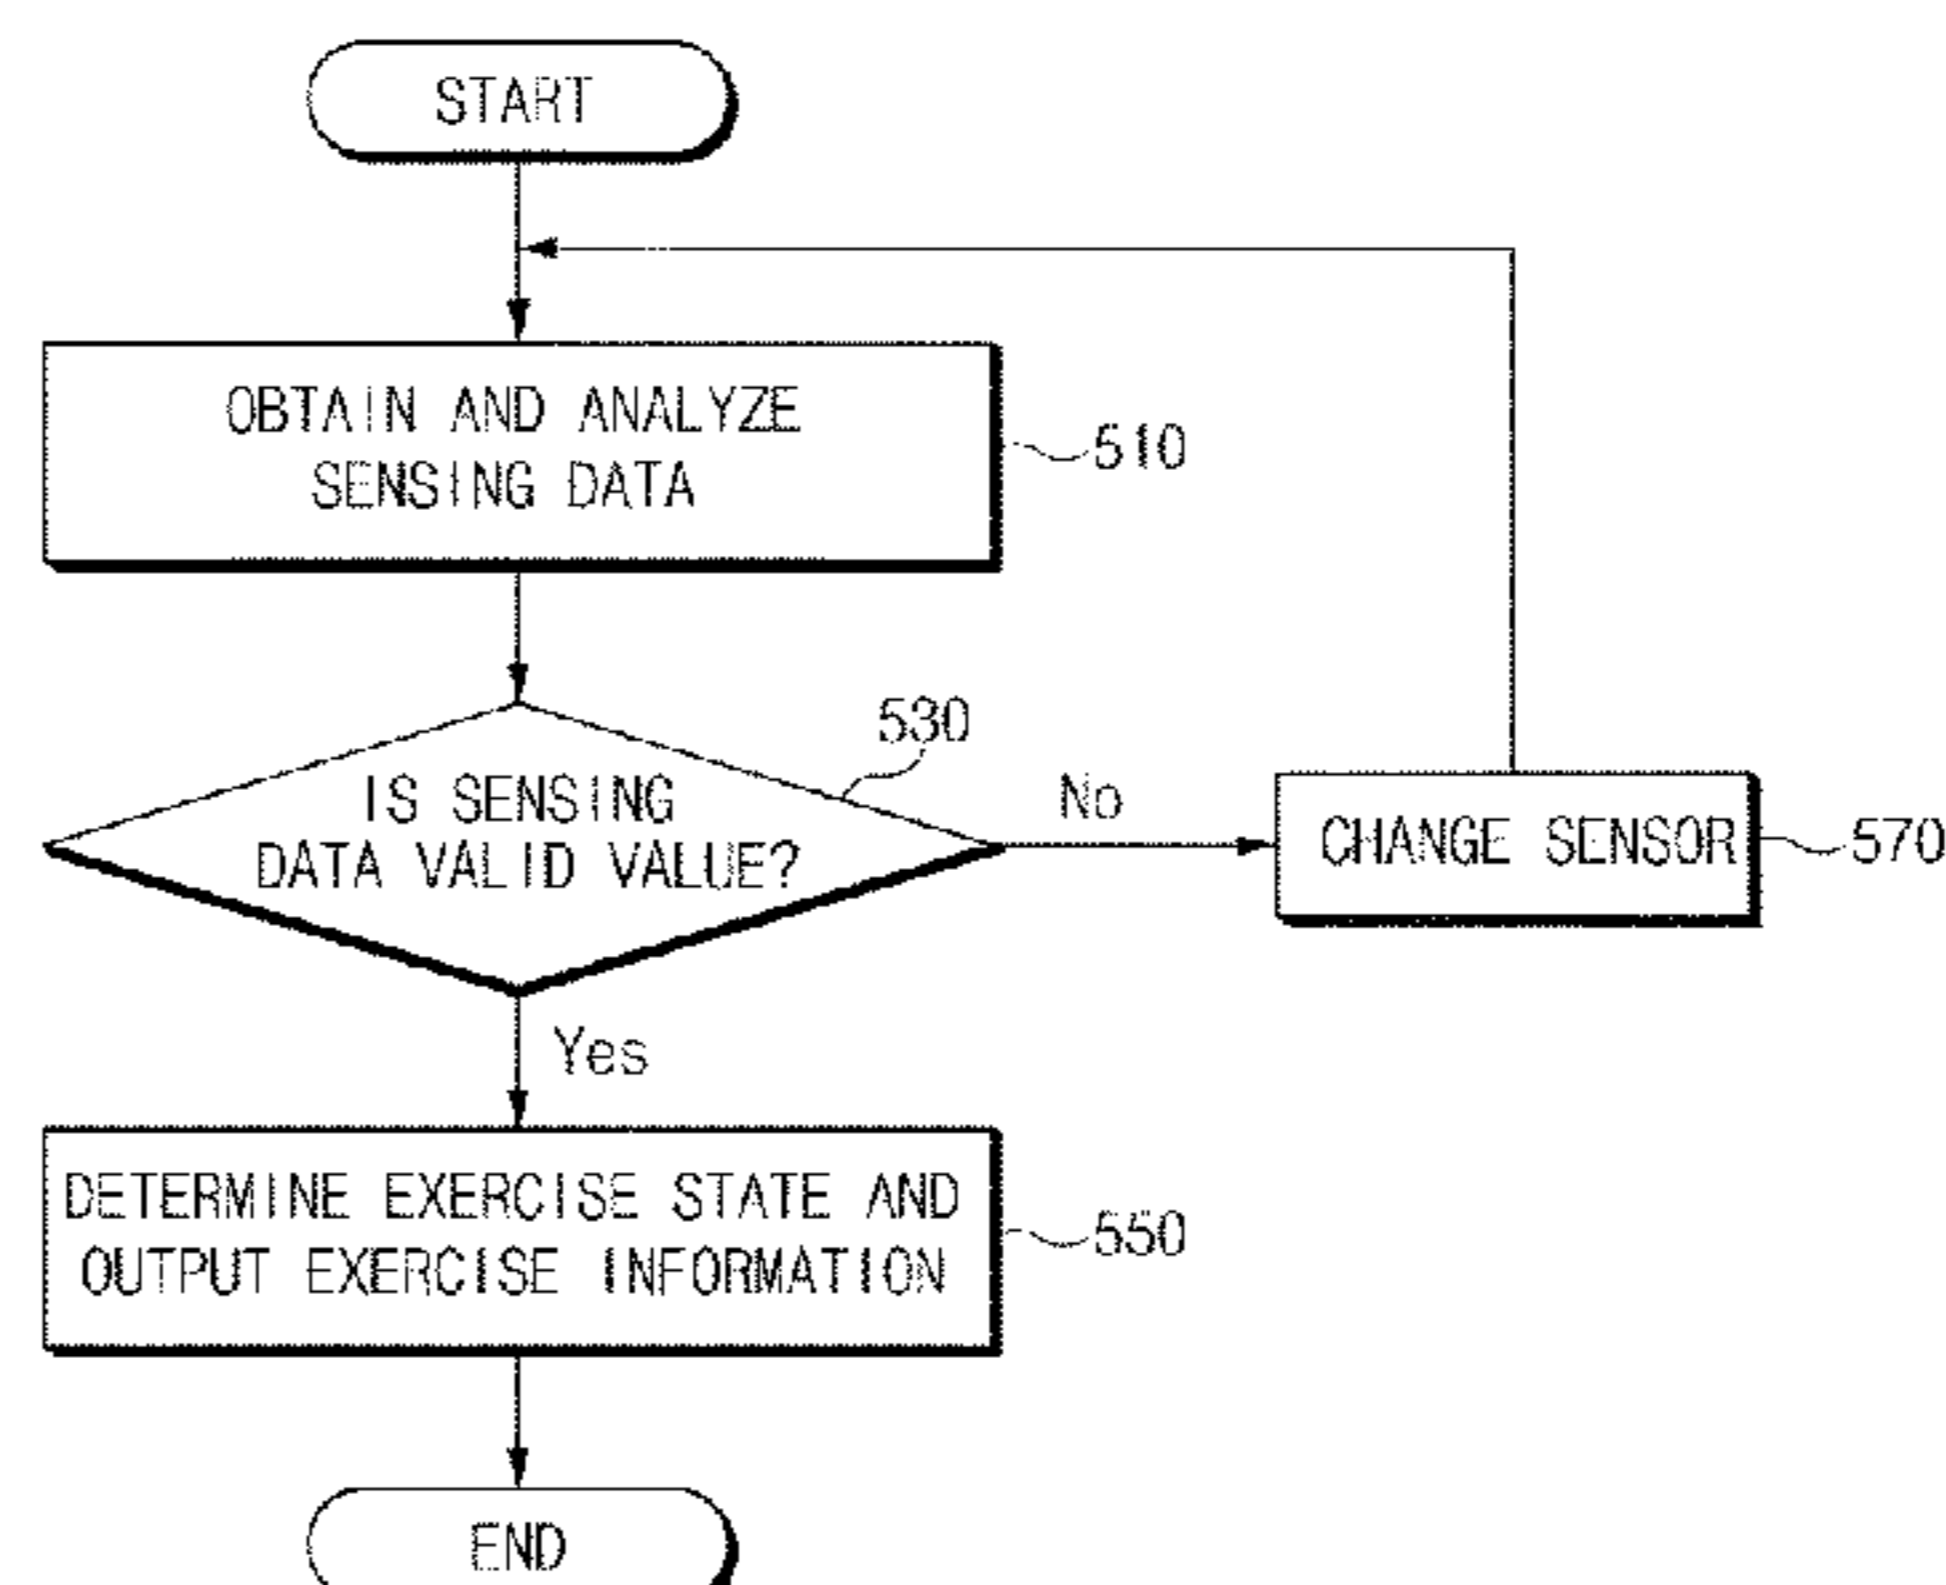 START
OBTAIN AND ANALYZE
SENSING DATA
510
530
IS SENSING
DATA VALID VALUE?
No
CHANGE SENSOR
570
Yes
DETERMINE EXERCISE STATE AND
OUTPUT EXERCISE INFORMATION
550
END